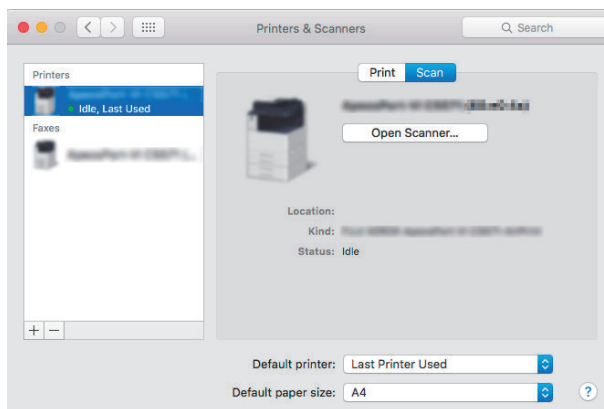 Printers & Scanners
Search
Printers
Idle, Last Used
Faxes
Print Scan
Open Scanner...
Location:
Kind:
Status: Idle
+ −
Default printer: Last Printer Used
Default paper size: A4
?